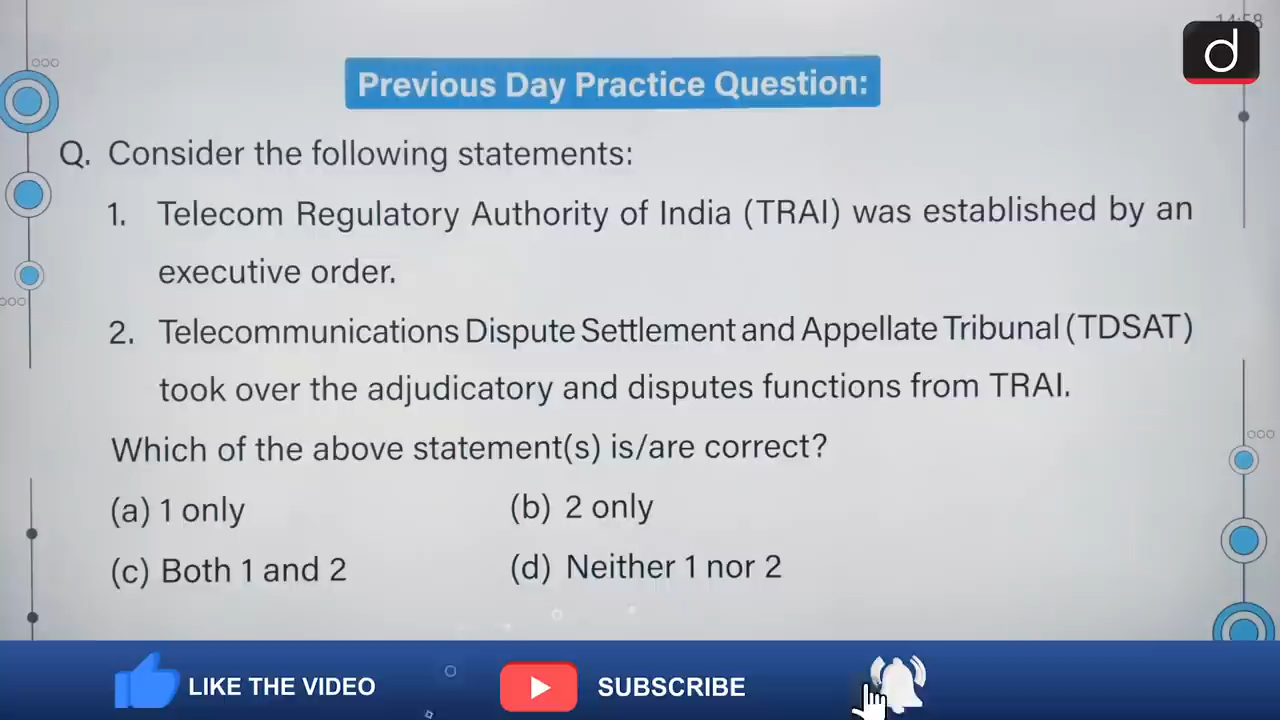 14:58
d
Previous Day Practice Question:
Q. Consider the following statements:
1. Telecom Regulatory Authority of India (TRAI) was established by an
executive order.
2. Telecommunications Dispute Settlement and Appellate Tribunal (TDSAT)
took over the adjudicatory and disputes functions from TRAI.
Which of the above statement(s) is/are correct?
(a) 1 only (b) 2 only
(c) Both 1 and 2 (d) Neither 1 nor 2
LIKE THE VIDEO SUBSCRIBE